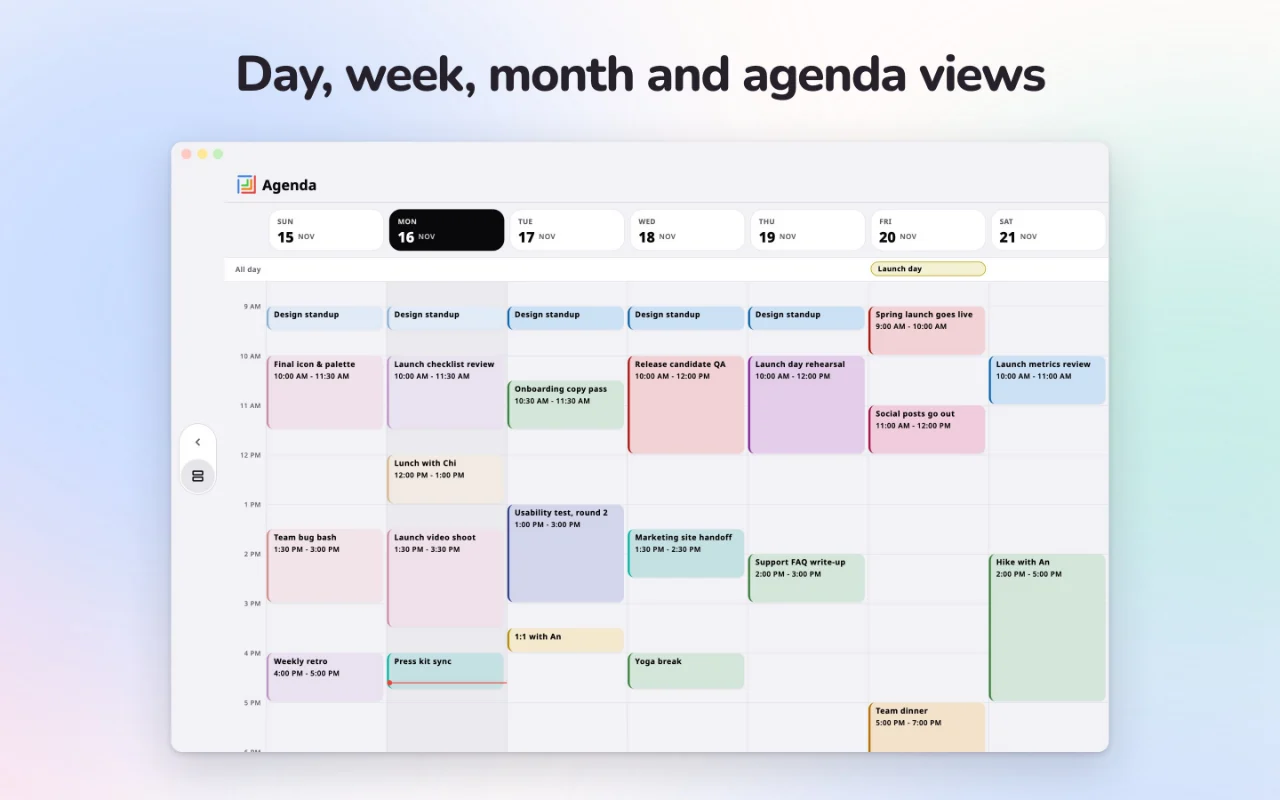 Day, week, month and agenda views
Agenda
SUN
15 NOV
MON
16 NOV
TUE
17 NOV
WED
18 NOV
THU
19 NOV
FRI
20 NOV
SAT
21 NOV
All day
Launch day
9 AM
10 AM
11 AM
12 PM
1 PM
2 PM
3 PM
4 PM
5 PM
Design standup
Final icon & palette
10:00 AM - 11:30 AM
Team bug bash
1:30 PM - 3:00 PM
Weekly retro
4:00 PM - 5:00 PM
Design standup
Launch checklist review
10:00 AM - 11:30 AM
Lunch with Chi
12:00 PM - 1:00 PM
Launch video shoot
1:30 PM - 3:30 PM
Press kit sync
Design standup
Onboarding copy pass
10:30 AM - 11:30 AM
Usability test, round 2
1:00 PM - 3:00 PM
1:1 with An
Design standup
Release candidate QA
10:00 AM - 12:00 PM
Marketing site handoff
1:30 PM - 2:30 PM
Yoga break
Design standup
Launch day rehearsal
10:00 AM - 12:00 PM
Support FAQ write-up
2:00 PM - 3:00 PM
Spring launch goes live
9:00 AM - 10:00 AM
Social posts go out
11:00 AM - 12:00 PM
Team dinner
5:00 PM - 7:00 PM
Launch metrics review
10:00 AM - 11:00 AM
Hike with An
2:00 PM - 5:00 PM